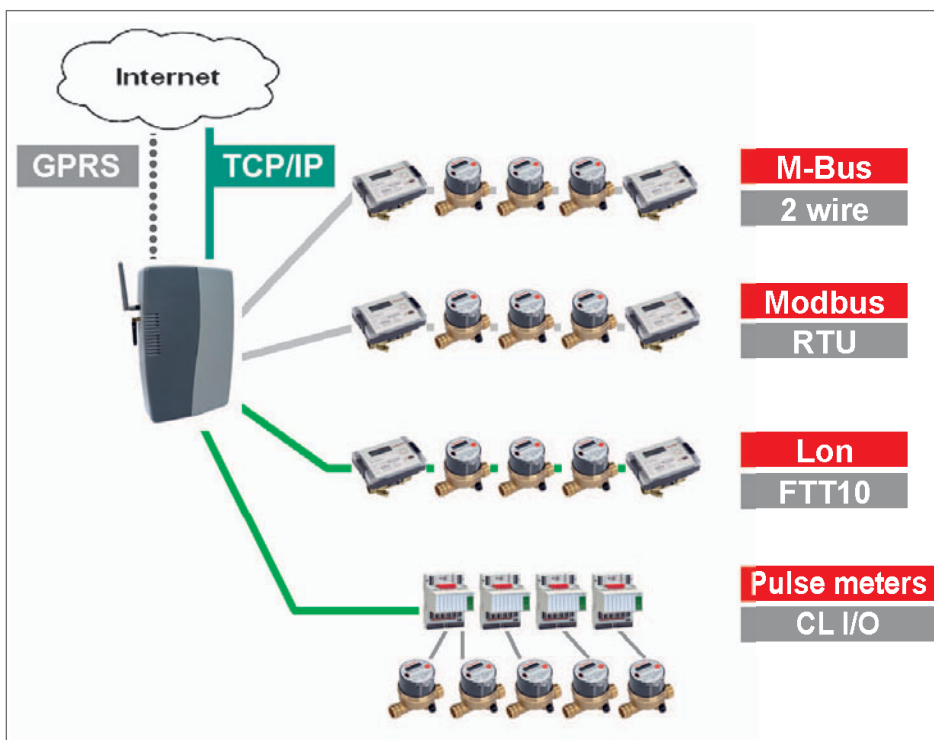 Internet
GPRS
TCP/IP
M-Bus
2 wire
Modbus
RTU
Lon
FTT10
Pulse meters
CL I/O